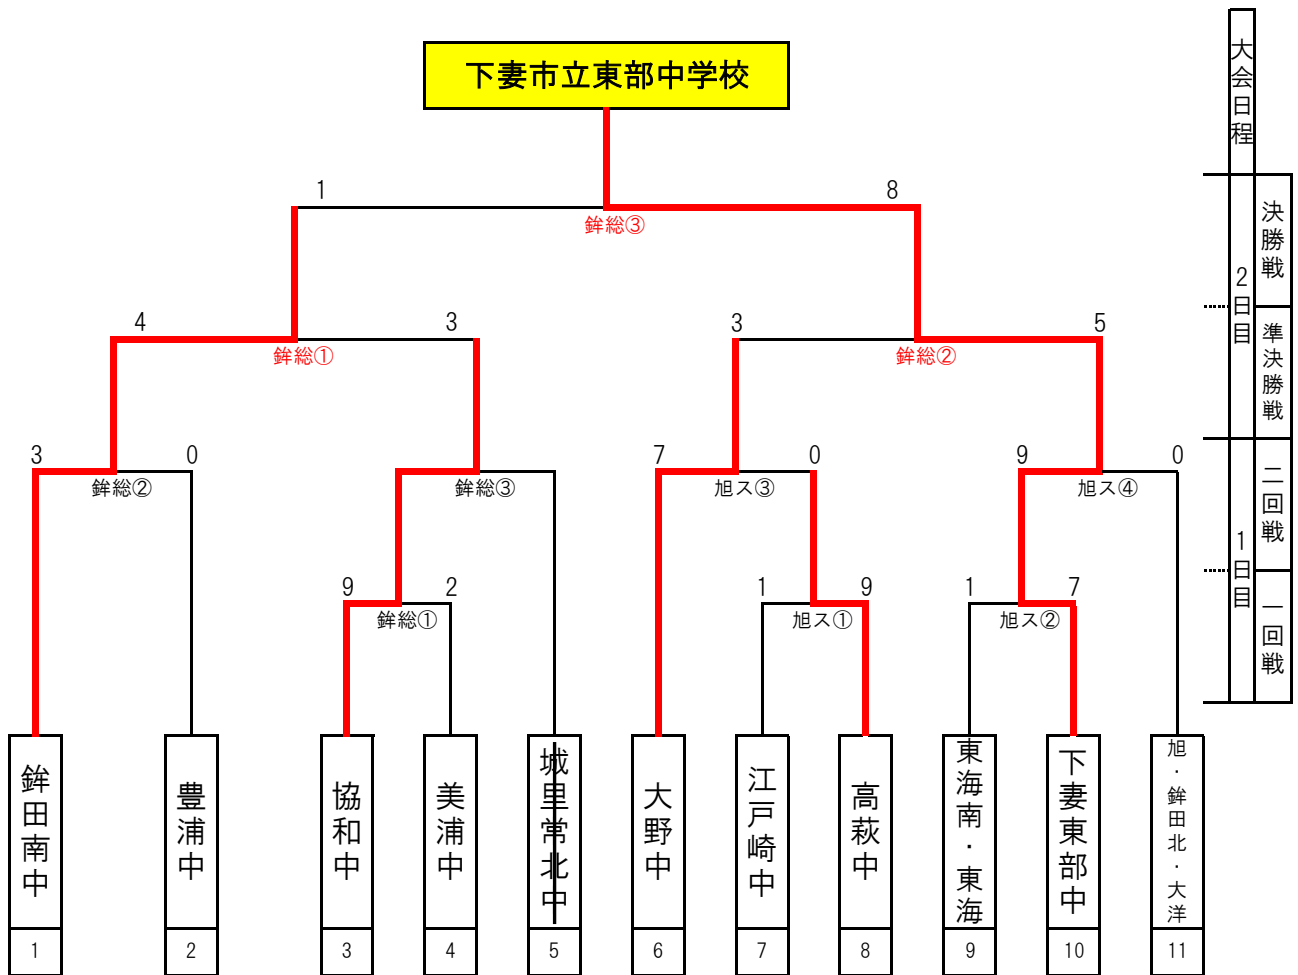 下妻市立東部中学校
大会日程
1
8
鉾総③
決勝戦
2日目
4
3
3
5
鉾総①
鉾総②
準決勝戦
3
0
7
0
9
0
鉾総②
鉾総③
旭ス③
旭ス④
二回戦
1日目
9
2
1
9
1
7
鉾総①
旭ス①
旭ス②
一回戦
鉾田南中
豊浦中
協和中
美浦中
城里常北中
大野中
江戸崎中
高萩中
東海南・東海
下妻東部中
旭・鉾田北・大洋
1
2
3
4
5
6
7
8
9
10
11